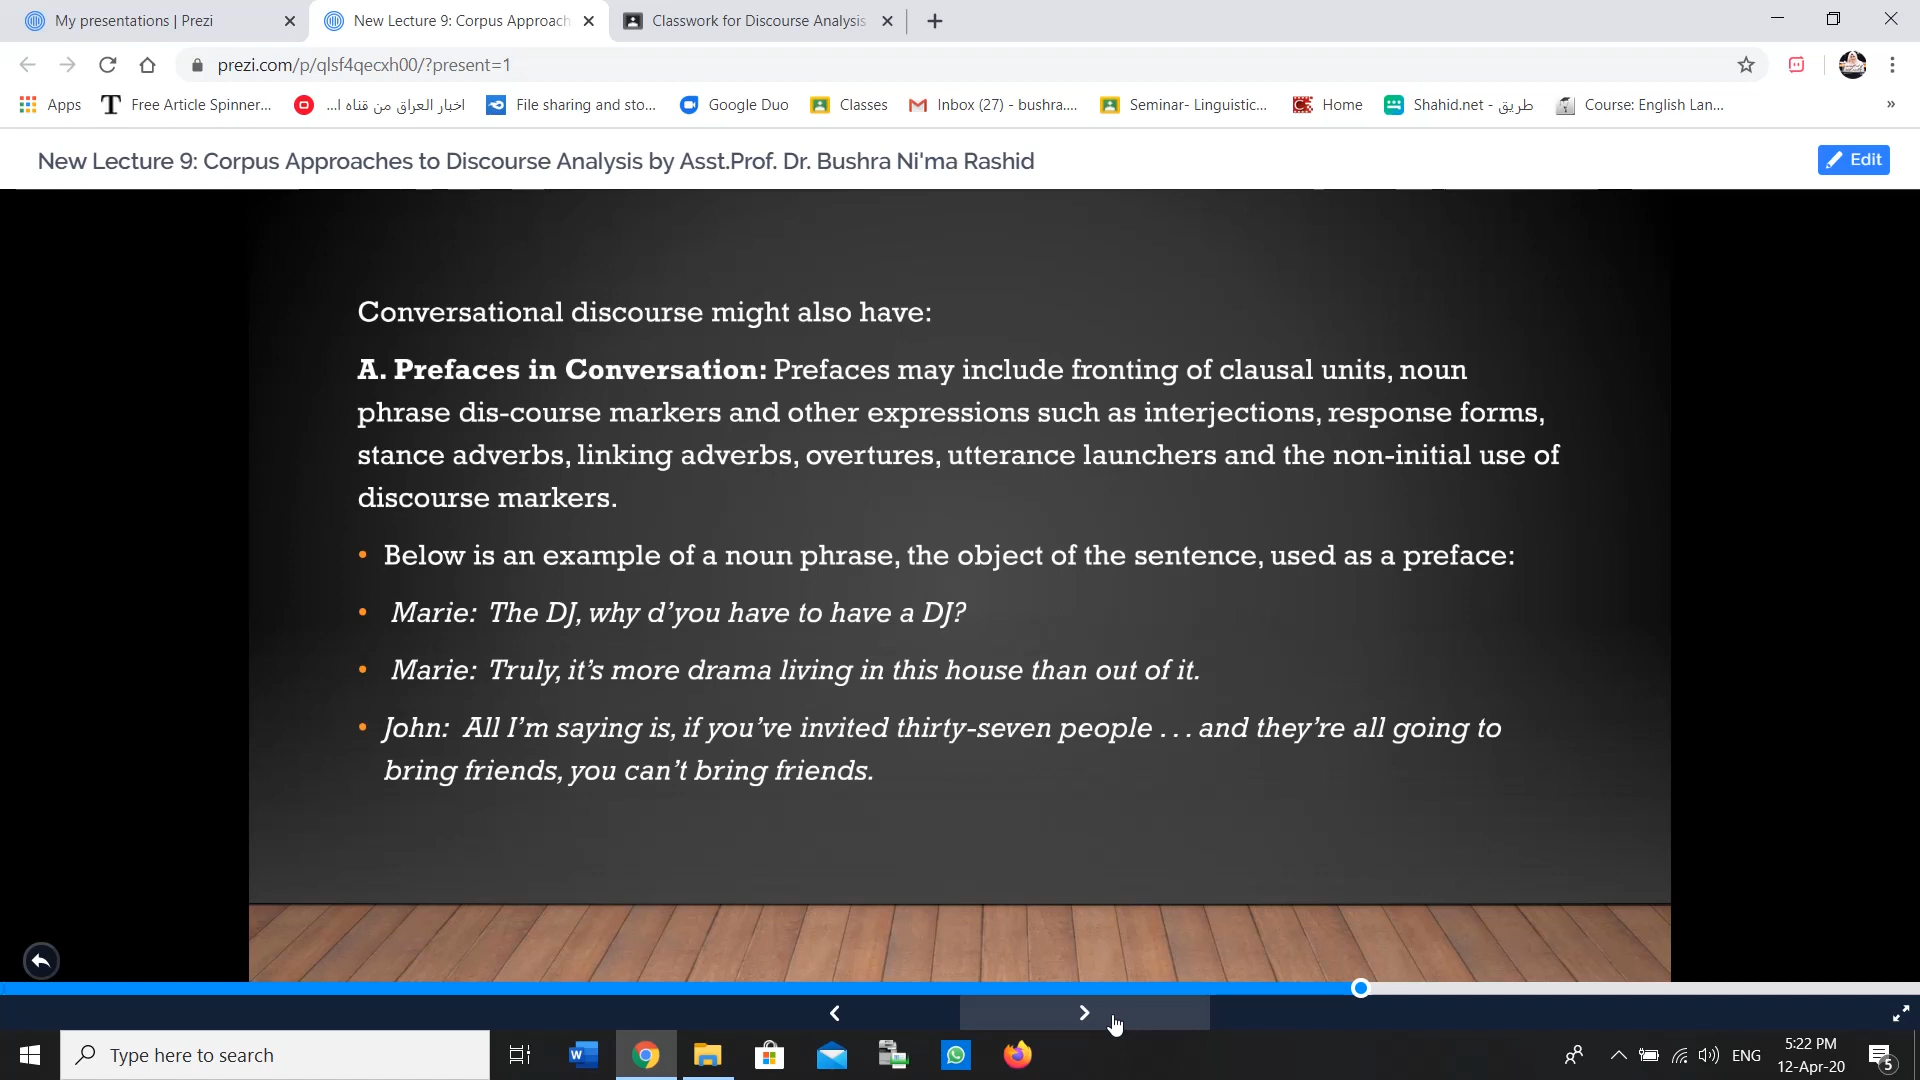 My presentations | Prezi
New Lecture 9: Corpus Approach
Classwork for Discourse Analysis
prezi.com/p/qlsf4qecxh00/?present=1
Apps
Free Article Spinner...
اخبار العراق من قناه ا...
File sharing and sto...
Google Duo
Classes
Inbox (27) - bushra....
Seminar- Linguistic...
Home
Shahid.net - طريق
Course: English Lan...
New Lecture 9: Corpus Approaches to Discourse Analysis by Asst.Prof. Dr. Bushra Ni'ma Rashid
Edit
Conversational discourse might also have:
A. Prefaces in Conversation: Prefaces may include fronting of clausal units, noun
phrase dis-course markers and other expressions such as interjections, response forms,
stance adverbs, linking adverbs, overtures, utterance launchers and the non-initial use of
discourse markers.
• Below is an example of a noun phrase, the object of the sentence, used as a preface:
• Marie: The DJ, why d’you have to have a DJ?
• Marie: Truly, it’s more drama living in this house than out of it.
• John: All I’m saying is, if you’ve invited thirty-seven people . . . and they’re all going to
bring friends, you can’t bring friends.
Type here to search
ENG
5:22 PM
12-Apr-20
5